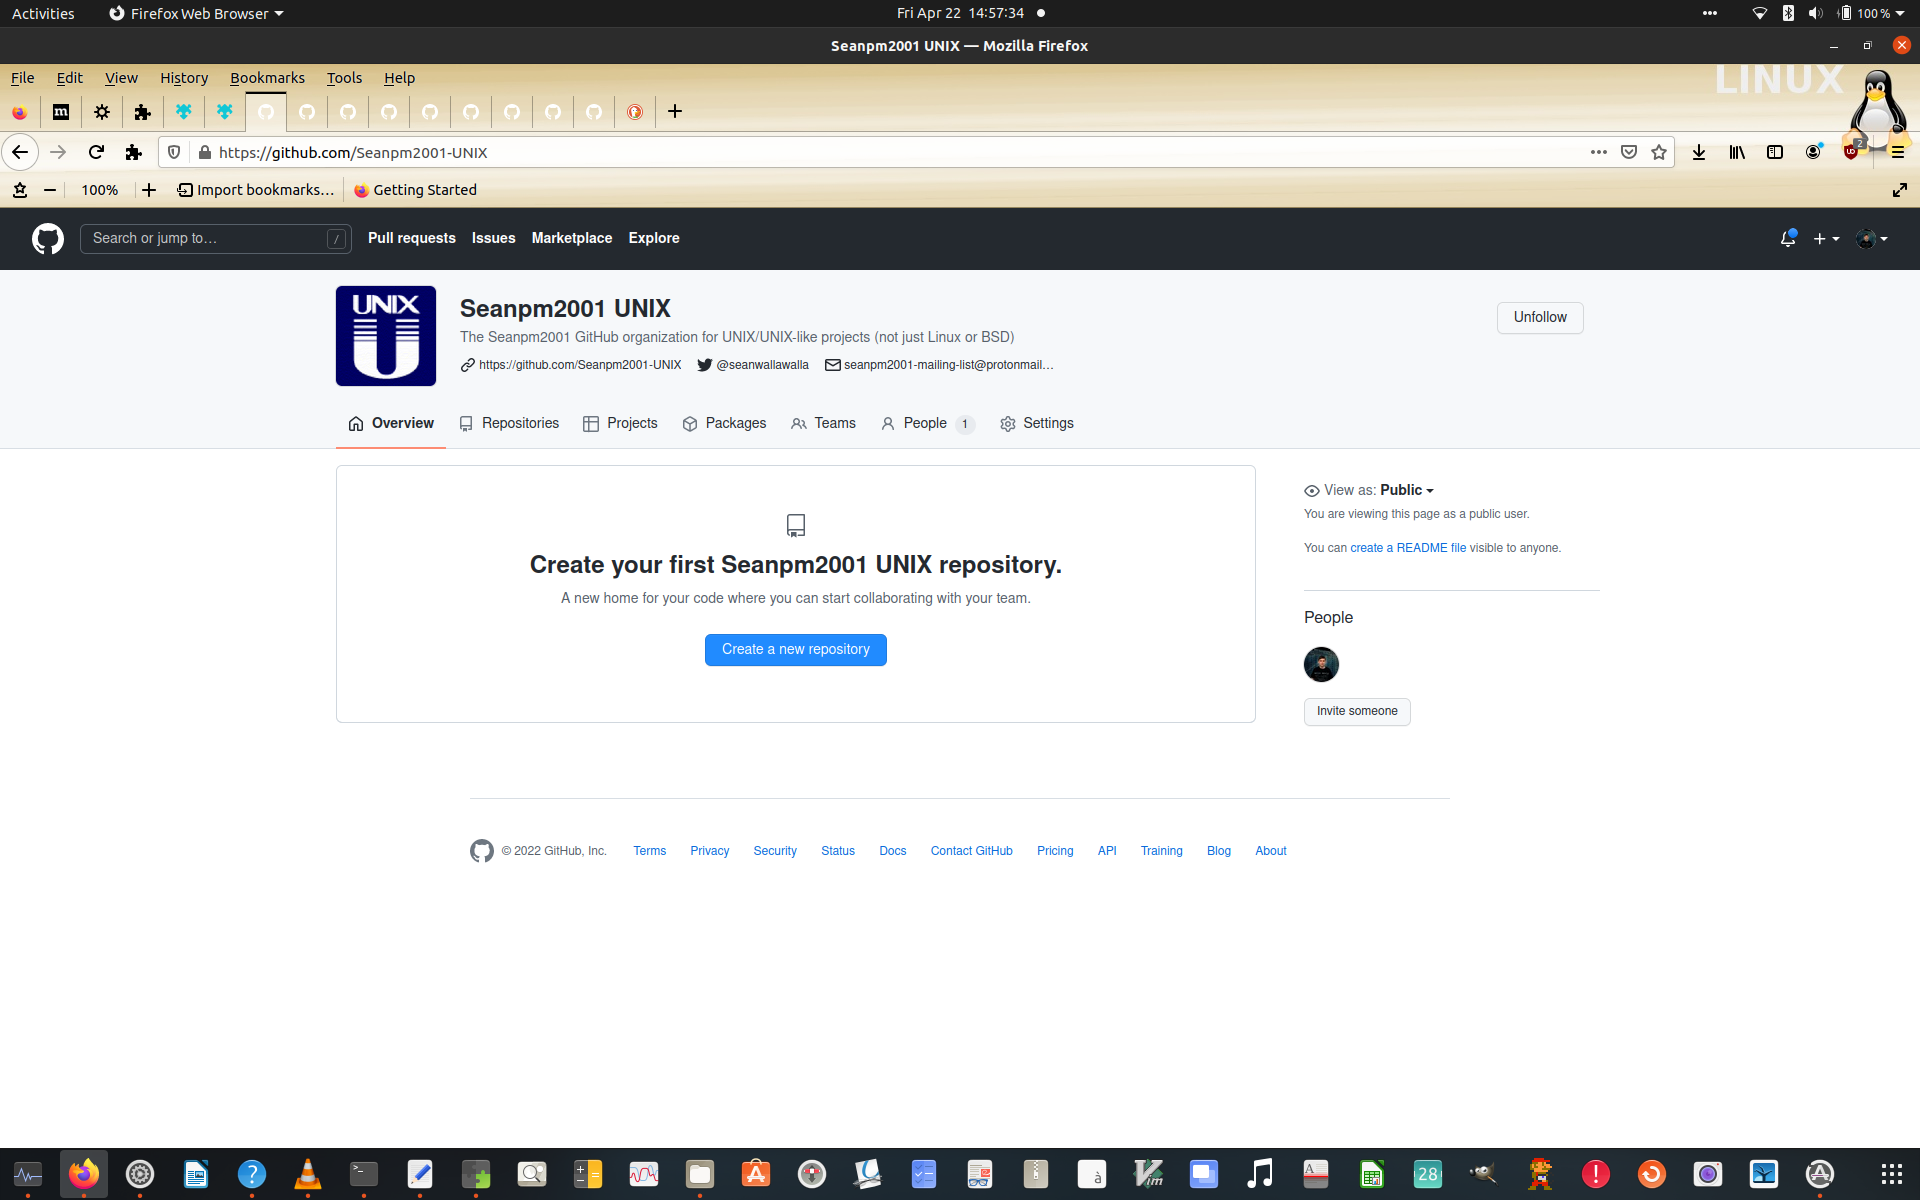 Activities Firefox Web Browser Fri Apr 22 14:57:34 100 %
Seanpm2001 UNIX — Mozilla Firefox
File Edit View History Bookmarks Tools Help
LINUX
m
https://github.com/Seanpm2001-UNIX
2
100% Import bookmarks… Getting Started
Search or jump to… / Pull requests Issues Marketplace Explore
UNIX
U
Seanpm2001 UNIX
Unfollow
The Seanpm2001 GitHub organization for UNIX/UNIX-like projects (not just Linux or BSD)
https://github.com/Seanpm2001-UNIX @seanwallawalla seanpm2001-mailing-list@protonmail…
Overview Repositories Projects Packages Teams People 1 Settings
Create your first Seanpm2001 UNIX repository.
A new home for your code where you can start collaborating with your team.
Create a new repository
View as: Public
You are viewing this page as a public user.
You can create a README file visible to anyone.
People
Invite someone
© 2022 GitHub, Inc. Terms Privacy Security Status Docs Contact GitHub Pricing API Training Blog About
? à Vim A 28 !